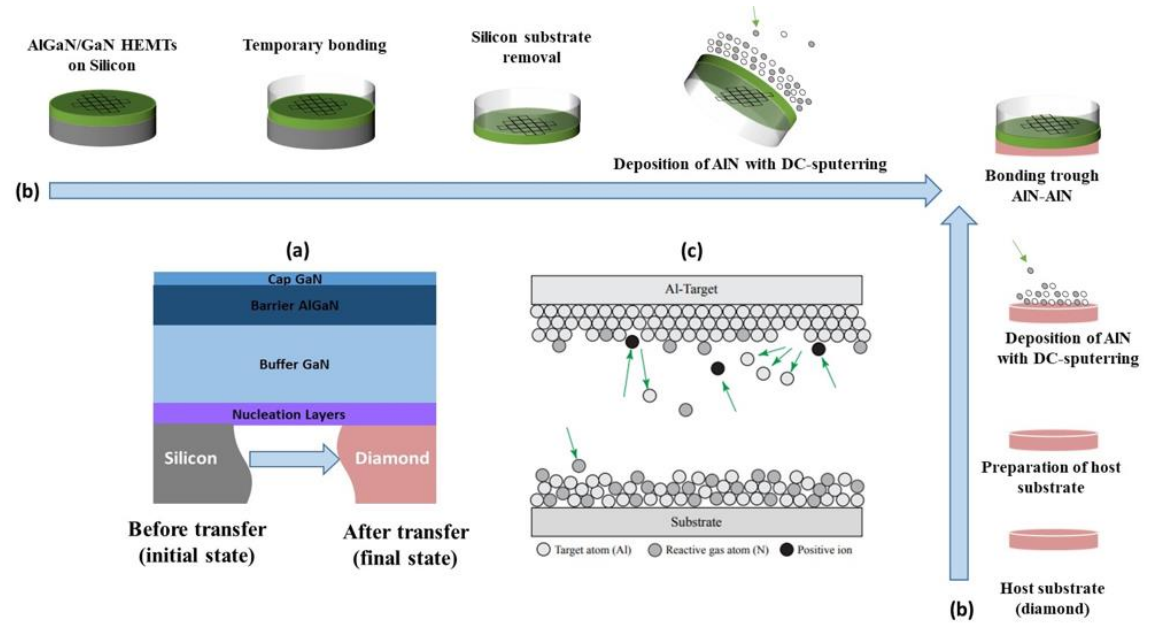 AlGaN/GaN HEMTs
on Silicon
Temporary bonding
Silicon substrate
removal
Deposition of AlN with DC-sputerring
Bonding trough
AlN-AlN
(b)
(a)
Cap GaN
Barrier AlGaN
Buffer GaN
Nucleation Layers
Silicon
Diamond
Before transfer
(initial state)
After transfer
(final state)
(c)
Al-Target
Substrate
Target atom (Al)
Reactive gas atom (N)
Positive ion
Deposition of AlN
with DC-sputerring
Preparation of host
substrate
Host substrate
(diamond)
(b)